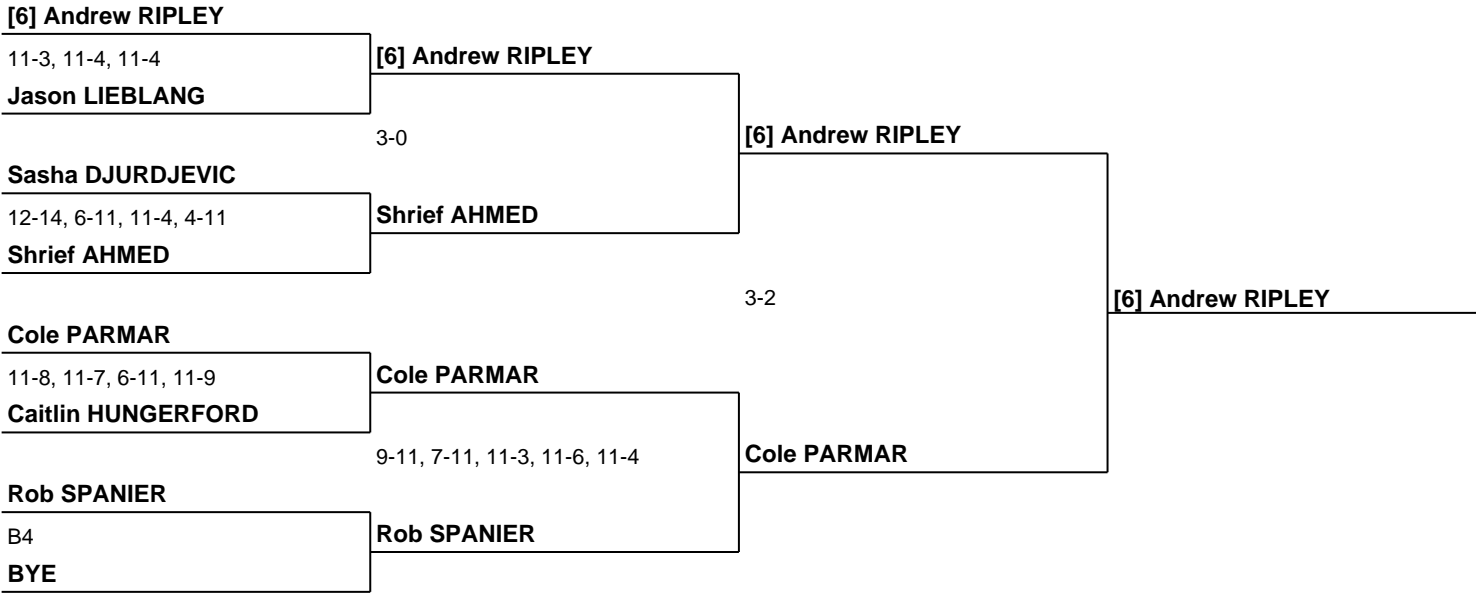 [6] Andrew RIPLEY
11-3, 11-4, 11-4
Jason LIEBLANG
Sasha DJURDJEVIC
12-14, 6-11, 11-4, 4-11
Shrief AHMED
Cole PARMAR
11-8, 11-7, 6-11, 11-9
Caitlin HUNGERFORD
Rob SPANIER
B4
BYE
[6] Andrew RIPLEY
3-0
Shrief AHMED
Cole PARMAR
9-11, 7-11, 11-3, 11-6, 11-4
Rob SPANIER
[6] Andrew RIPLEY
3-2
Cole PARMAR
[6] Andrew RIPLEY